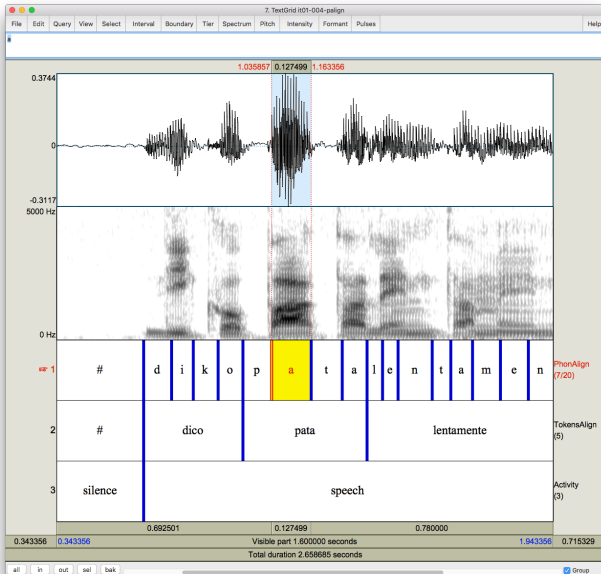 7. TextGrid it01-004-palign
File Edit Query View Select Interval Boundary Tier Spectrum Pitch Intensity Formant Pulses Help
a
1.035857 0.127499 1.163356
0.3744
0
-0.3117
5000 Hz
0 Hz
☞ 1 # d i k o p a t a l e n t a m e n PhonAlign (7/20)
2 # dico pata lentamente TokensAlign (5)
3 silence speech Activity (3)
0.692501 0.127499 0.780000
0.343356 0.343356 Visible part 1.600000 seconds 1.943356 0.715329
Total duration 2.658685 seconds
all in out sel bak Group